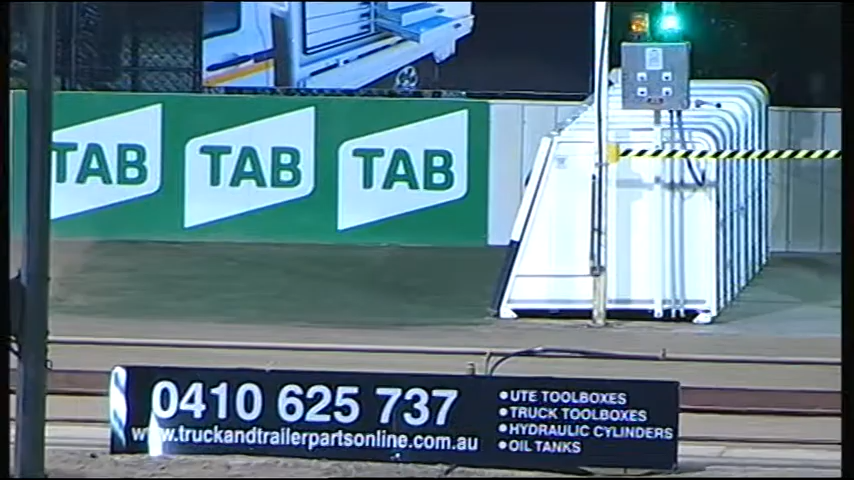 TAB TAB TAB
0410 625 737
www.truckandtrailerpartsonline.com.au
•UTE TOOLBOXES
•TRUCK TOOLBOXES
•HYDRAULIC CYLINDERS
•OIL TANKS